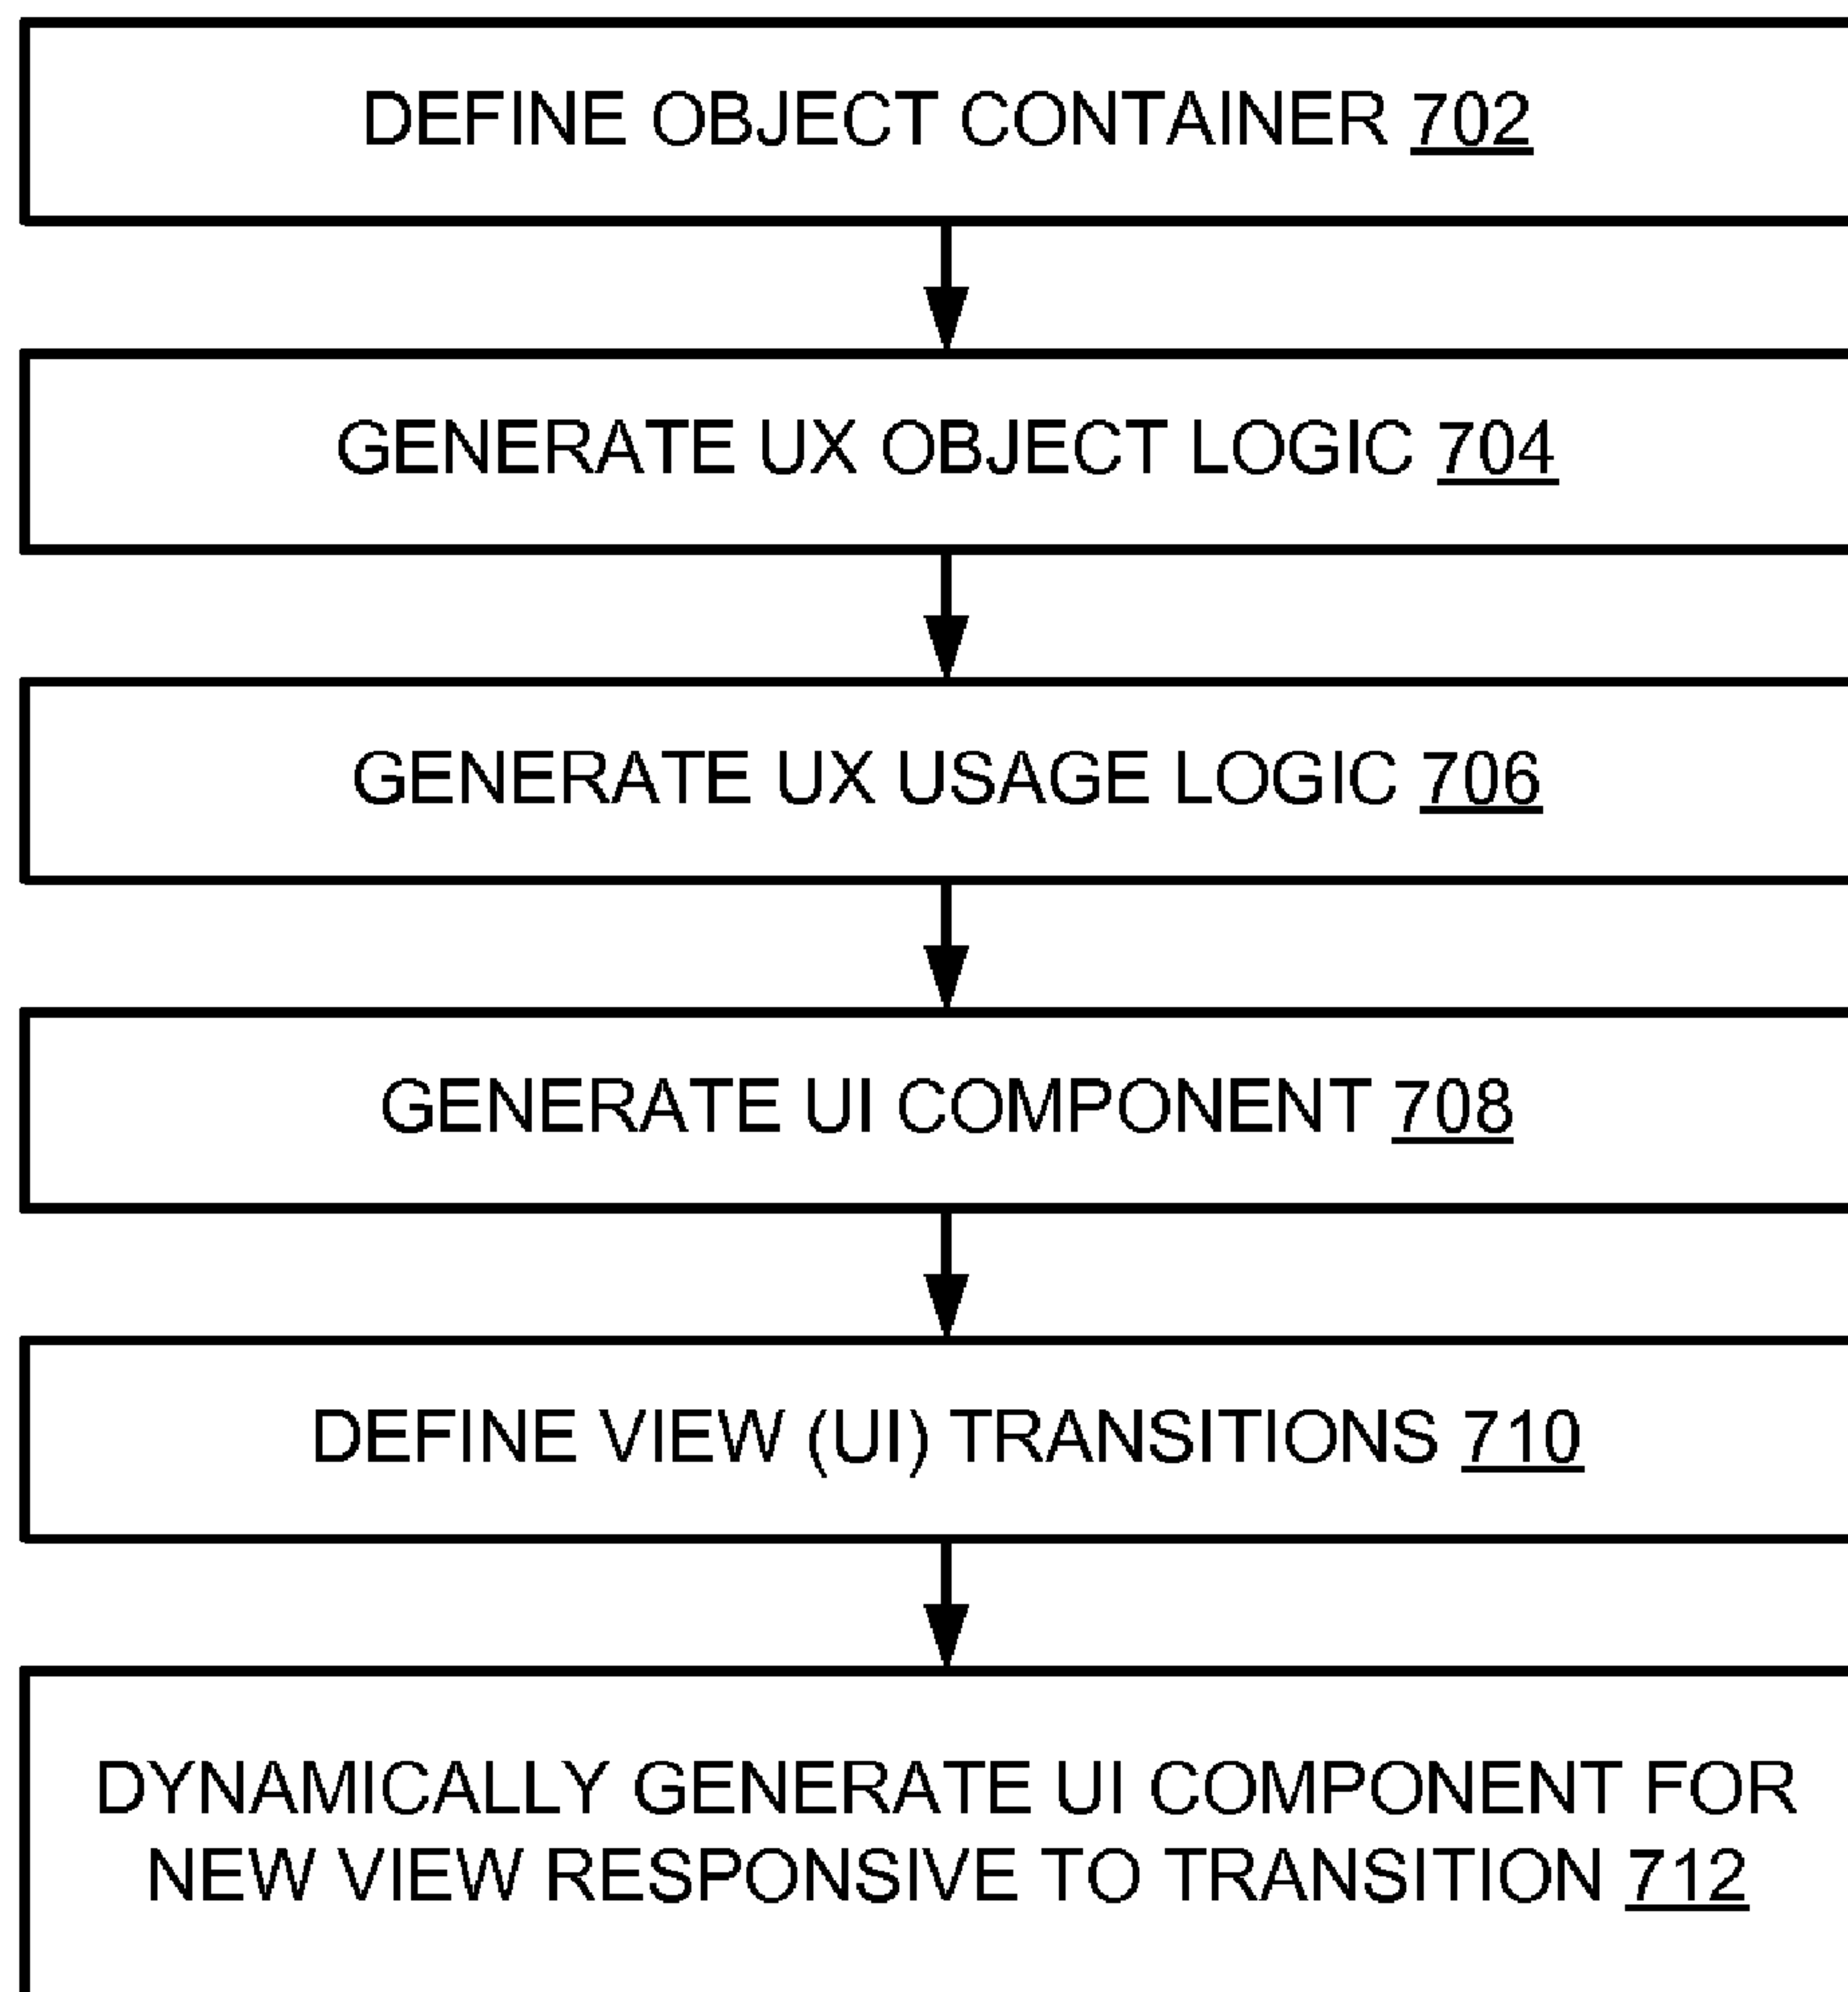 DEFINE OBJECT CONTAINER 702
GENERATE UX OBJECT LOGIC 704
GENERATE UX USAGE LOGIC 706
GENERATE UI COMPONENT 708
DEFINE VIEW (UI) TRANSITIONS 710
DYNAMICALLY GENERATE UI COMPONENT FOR
NEW VIEW RESPONSIVE TO TRANSITION 712